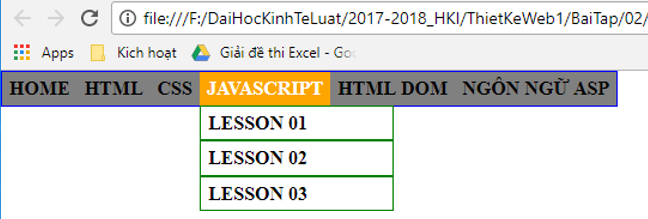 file:///F:/DaiHocKinhTeLuat/2017-2018_HKI/ThietKeWeb1/BaiTap/02/
Apps Kích hoạt Giải đề thi Excel - Goo
HOME HTML CSS JAVASCRIPT HTML DOM NGÔN NGỮ ASP
LESSON 01
LESSON 02
LESSON 03